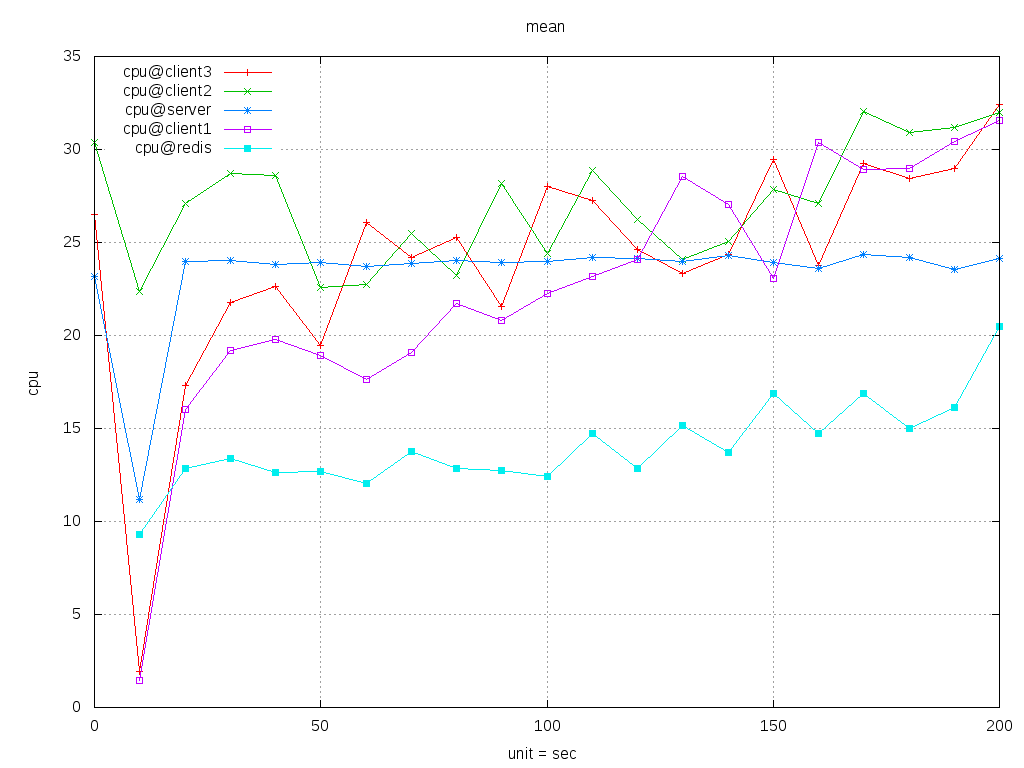 mean
cpu@client3
cpu@client2
cpu@server
cpu@client1
cpu@redis
35
30
25
20
15
10
5
0
cpu
0 50 100 150 200
unit = sec